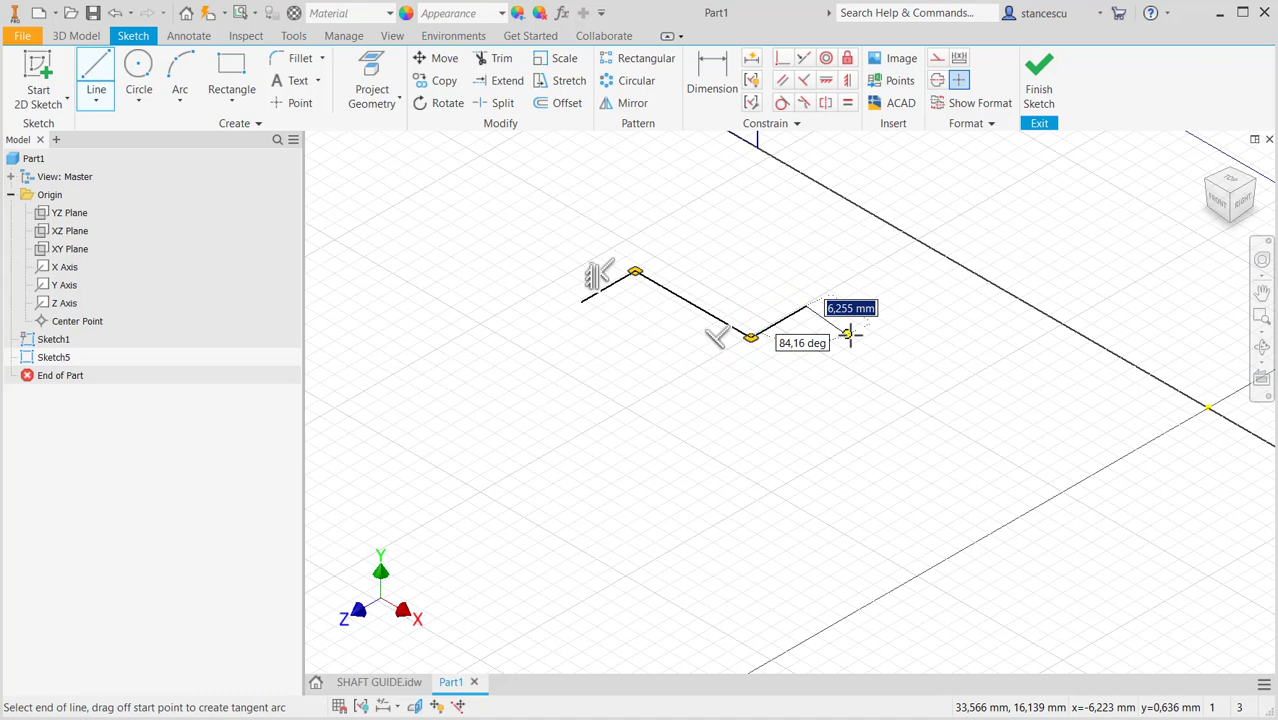 PRO
Material
Appearance
fx
Part1
Search Help & Commands...
stancescu
?
File
3D Model
Sketch
Annotate
Inspect
Tools
Manage
View
Environments
Get Started
Collaborate
Start
2D Sketch
Line
Circle
Arc
Rectangle
Fillet
Text
Point
Project
Geometry
Move
Trim
Scale
Copy
Extend
Stretch
Rotate
Split
Offset
Rectangular
Circular
Mirror
Dimension
Image
Points
ACAD
Show Format
Finish
Sketch
Sketch
Create
Modify
Pattern
Constrain
Insert
Format
Exit
Model
Part1
View: Master
Origin
YZ Plane
XZ Plane
XY Plane
X Axis
Y Axis
Z Axis
Center Point
Sketch1
Sketch5
End of Part
6,255 mm
84,16 deg
TOP
FRONT
RIGHT
Y
Z
X
SHAFT GUIDE.idw
Part1
Select end of line, drag off start point to create tangent arc
33,566 mm, 16,139 mm
x=-6,223 mm
y=0,636 mm
1
3